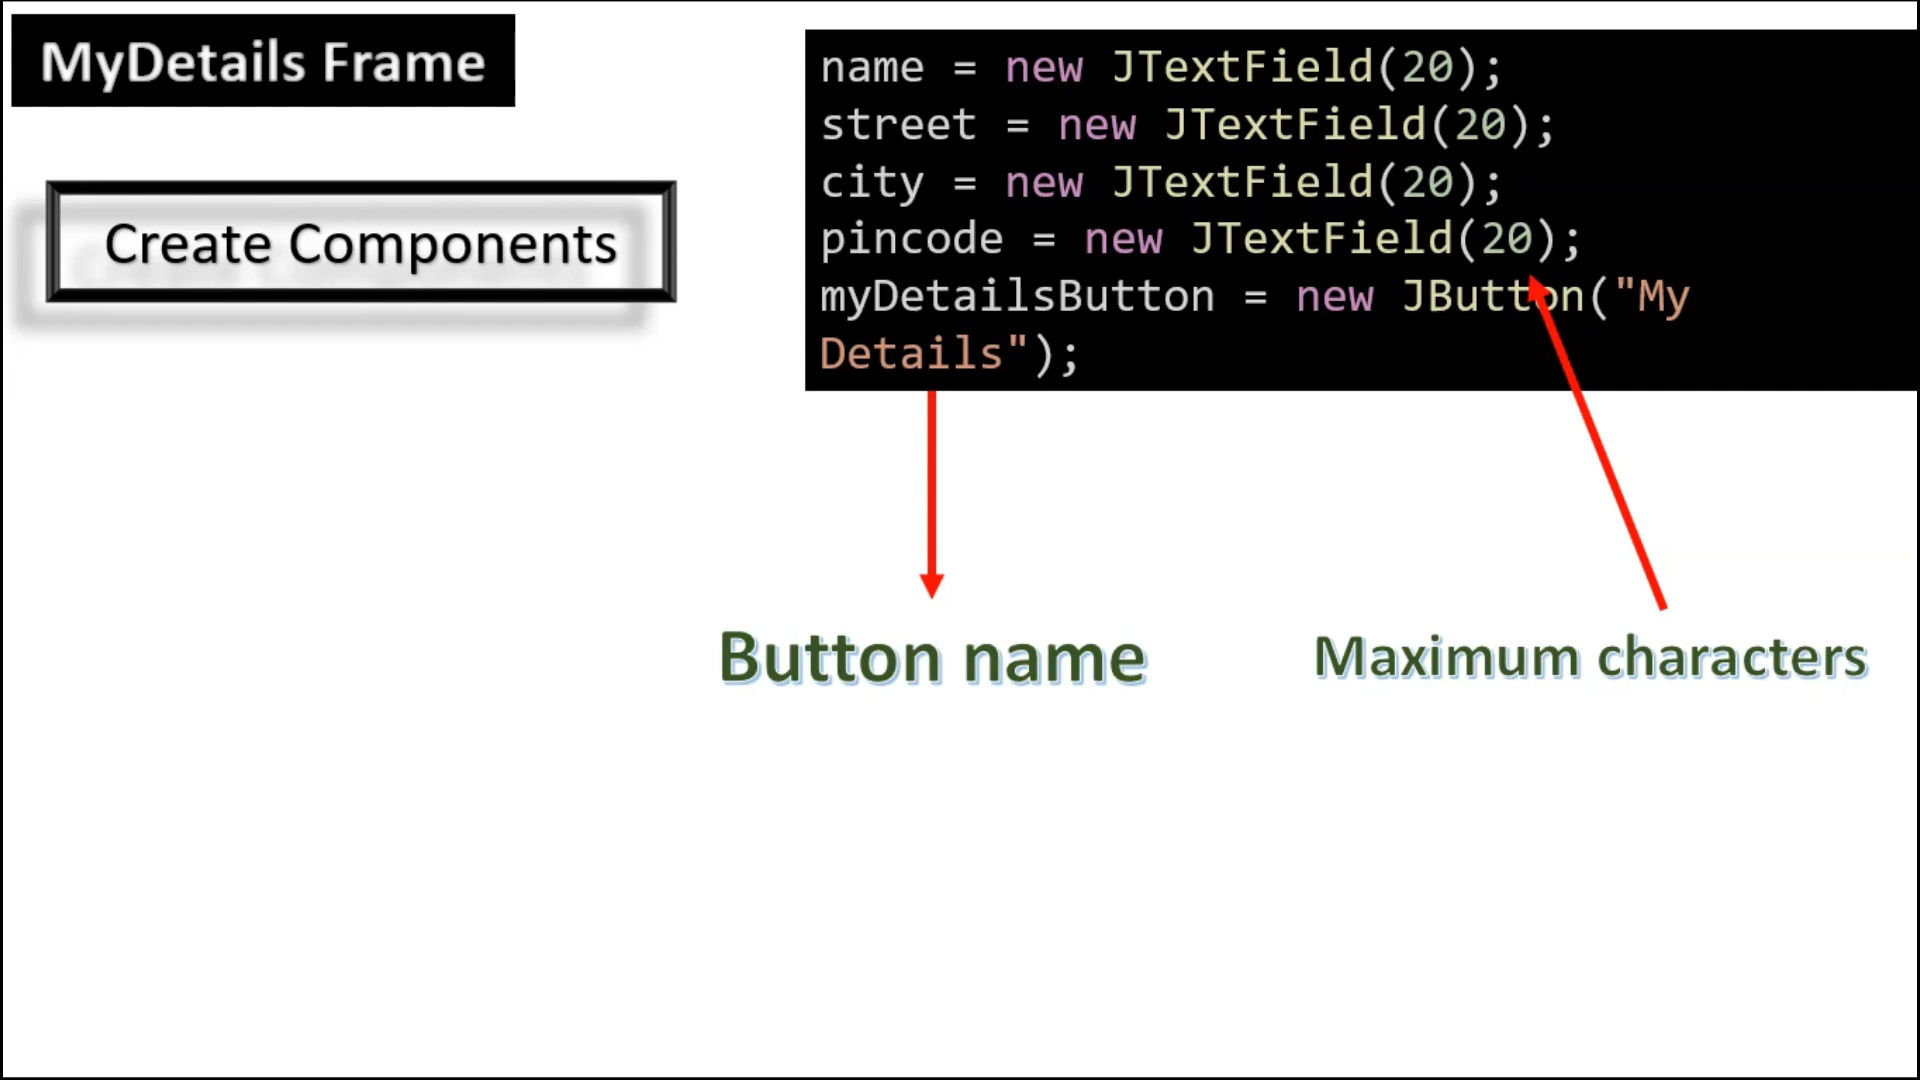 MyDetails Frame
Create Components
name = new JTextField(20);
street = new JTextField(20);
city = new JTextField(20);
pincode = new JTextField(20);
myDetailsButton = new JButton("My
Details");
Button name
Maximum characters